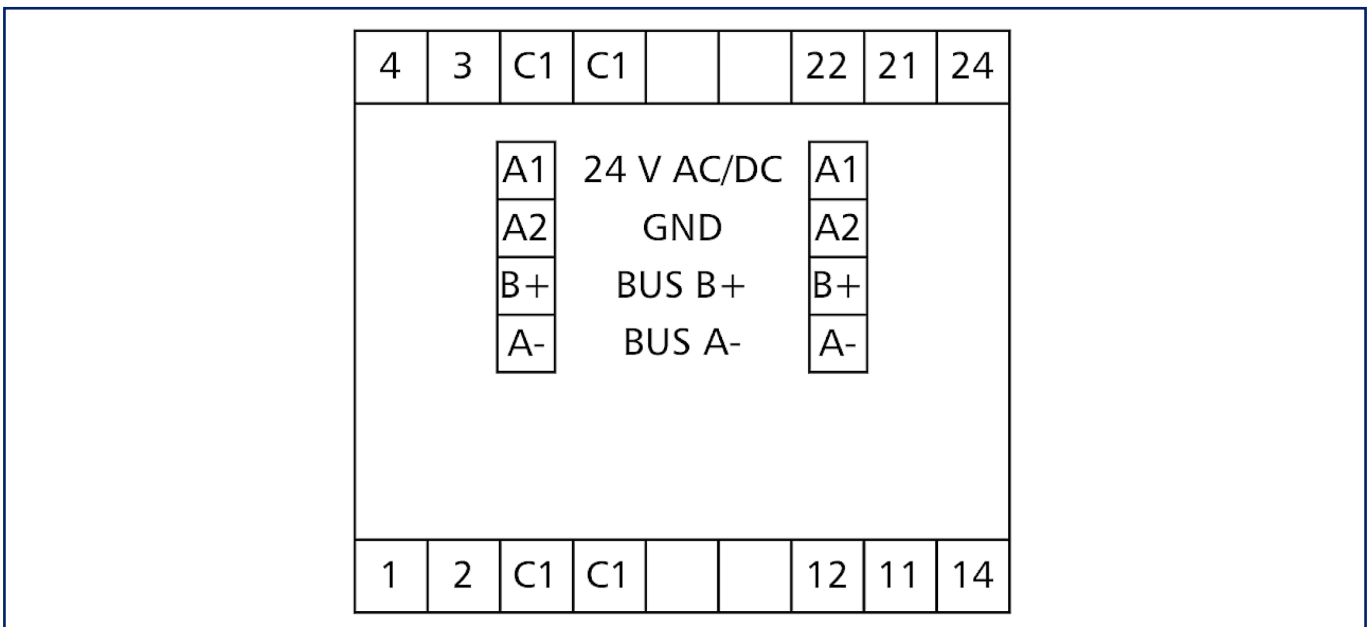 4 3 C1 C1 22 21 24
A1 24 V AC/DC A1
A2 GND A2
B+ BUS B+ B+
A- BUS A- A-
1 2 C1 C1 12 11 14